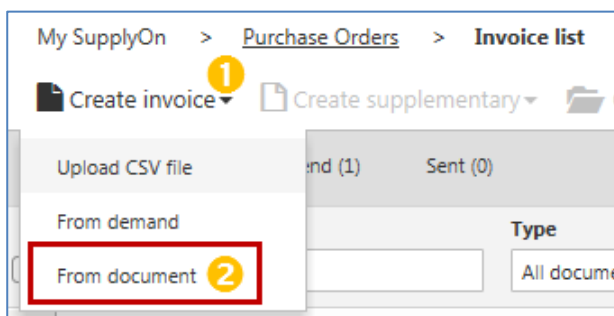 My SupplyOn > Purchase Orders > Invoice list
1
Create invoice Create supplementary
Upload CSV file
end (1) Sent (0)
From demand
Type
From document 2
All docume